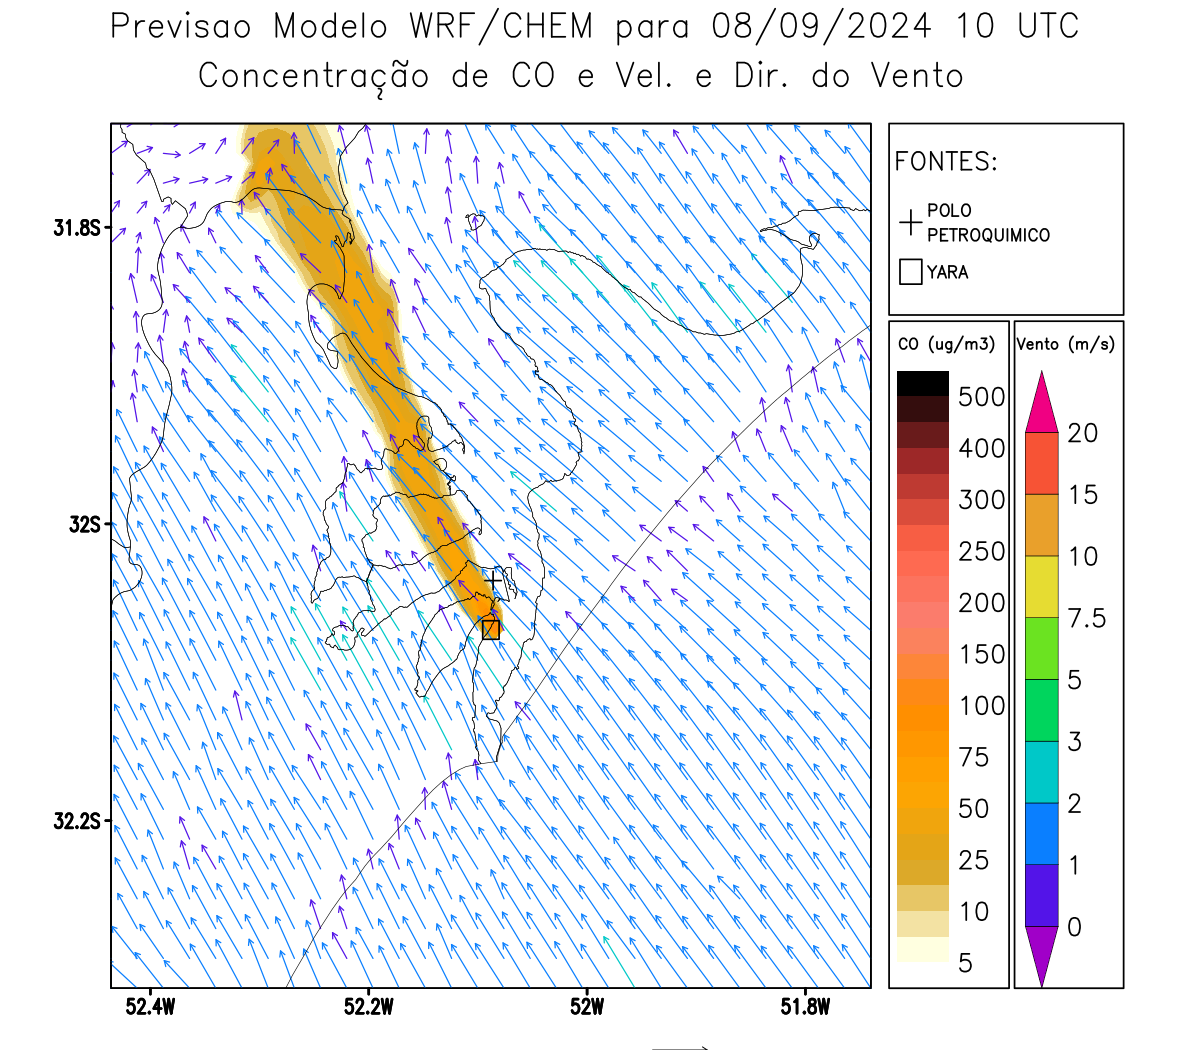 Previsao Modelo WRF/CHEM para 08/09/2024 10 UTC
Concentração de CO e Vel. e Dir. do Vento
FONTES:
POLO
PETROQUIMICO
YARA
31.8S
32S
32.2S
52.4W 52.2W 52W 51.8W
CO (ug/m3)
500
400
300
250
200
150
100
75
50
25
10
5
Vento (m/s)
20
15
10
7.5
5
3
2
1
0